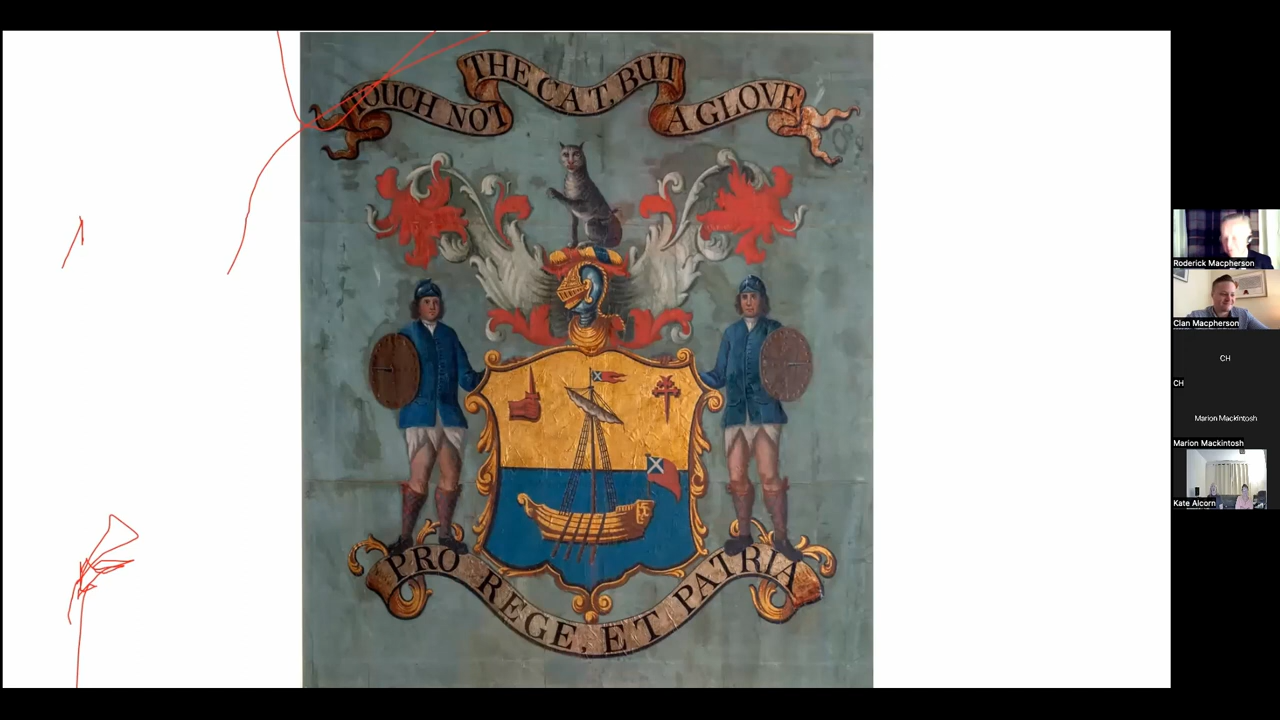 TOUCH NOT THE CAT, BUT A GLOVE
PRO REGE, ET PATRIA
Roderick Macpherson
Clan Macpherson
CH
CH
Marion MackIntosh
Marion Mackintosh
Kate Alcorn